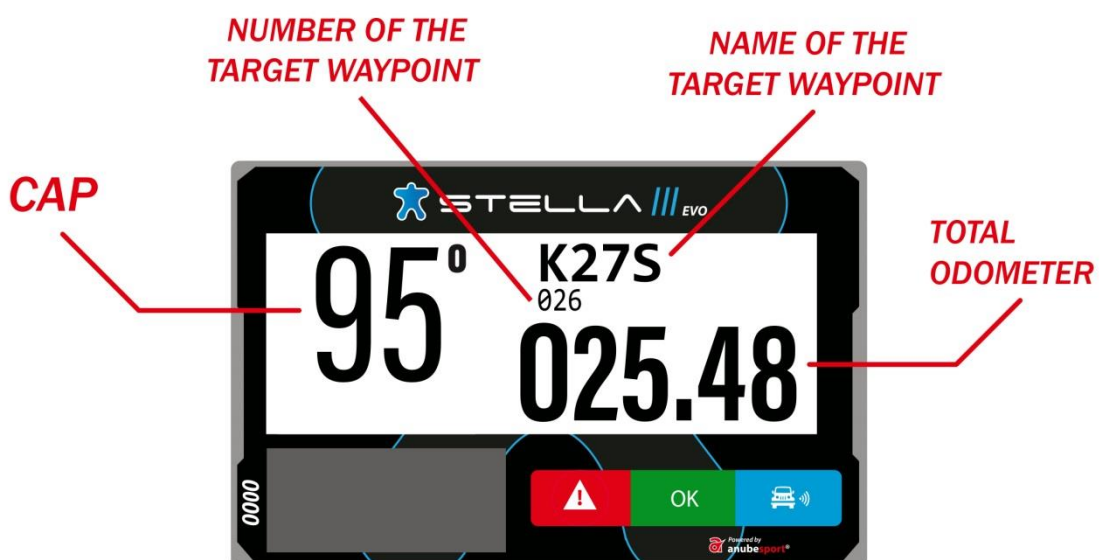 NUMBER OF THE
TARGET WAYPOINT
NAME OF THE
TARGET WAYPOINT
CAP
STELLA III EVO
TOTAL
ODOMETER
95°
K27S
026
025.48
0000
OK
Powered by
anubesport®